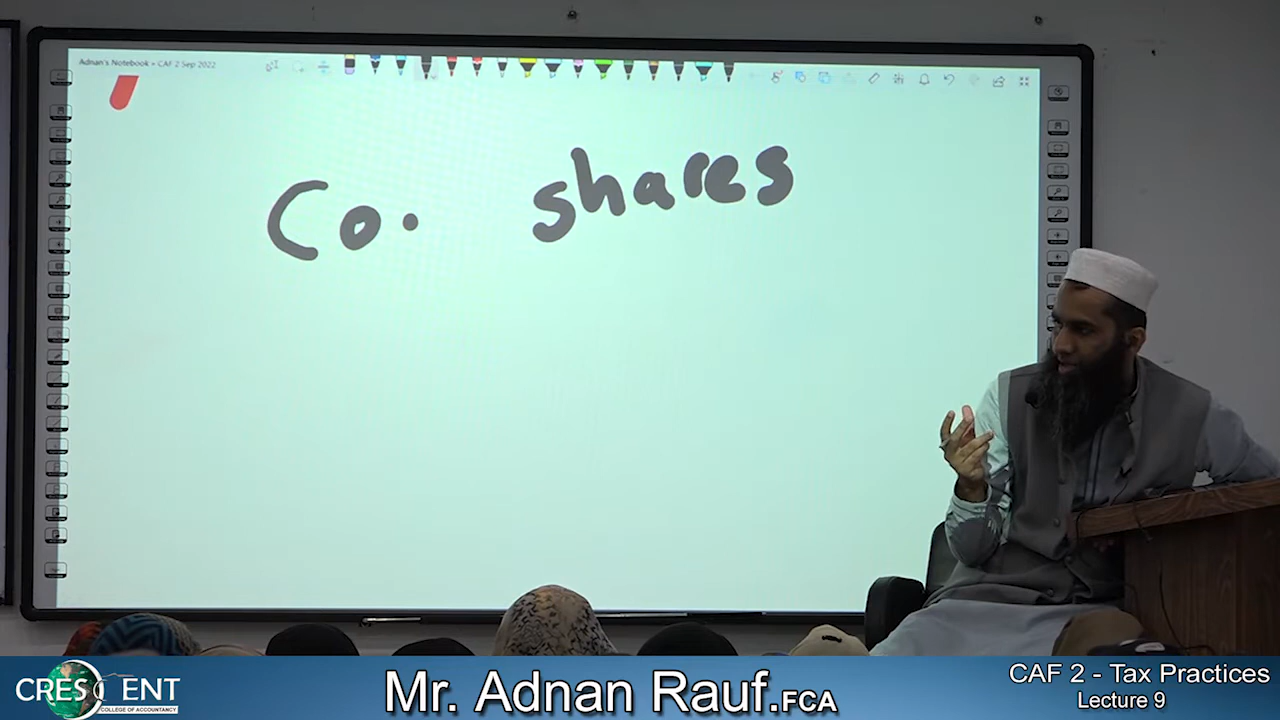 Adnan's Notebook • CAF 2 Sep 2022
Co. shares
CRESCENT
COLLEGE OF ACCOUNTANCY
Mr. Adnan Rauf.FCA
CAF 2 - Tax Practices
Lecture 9